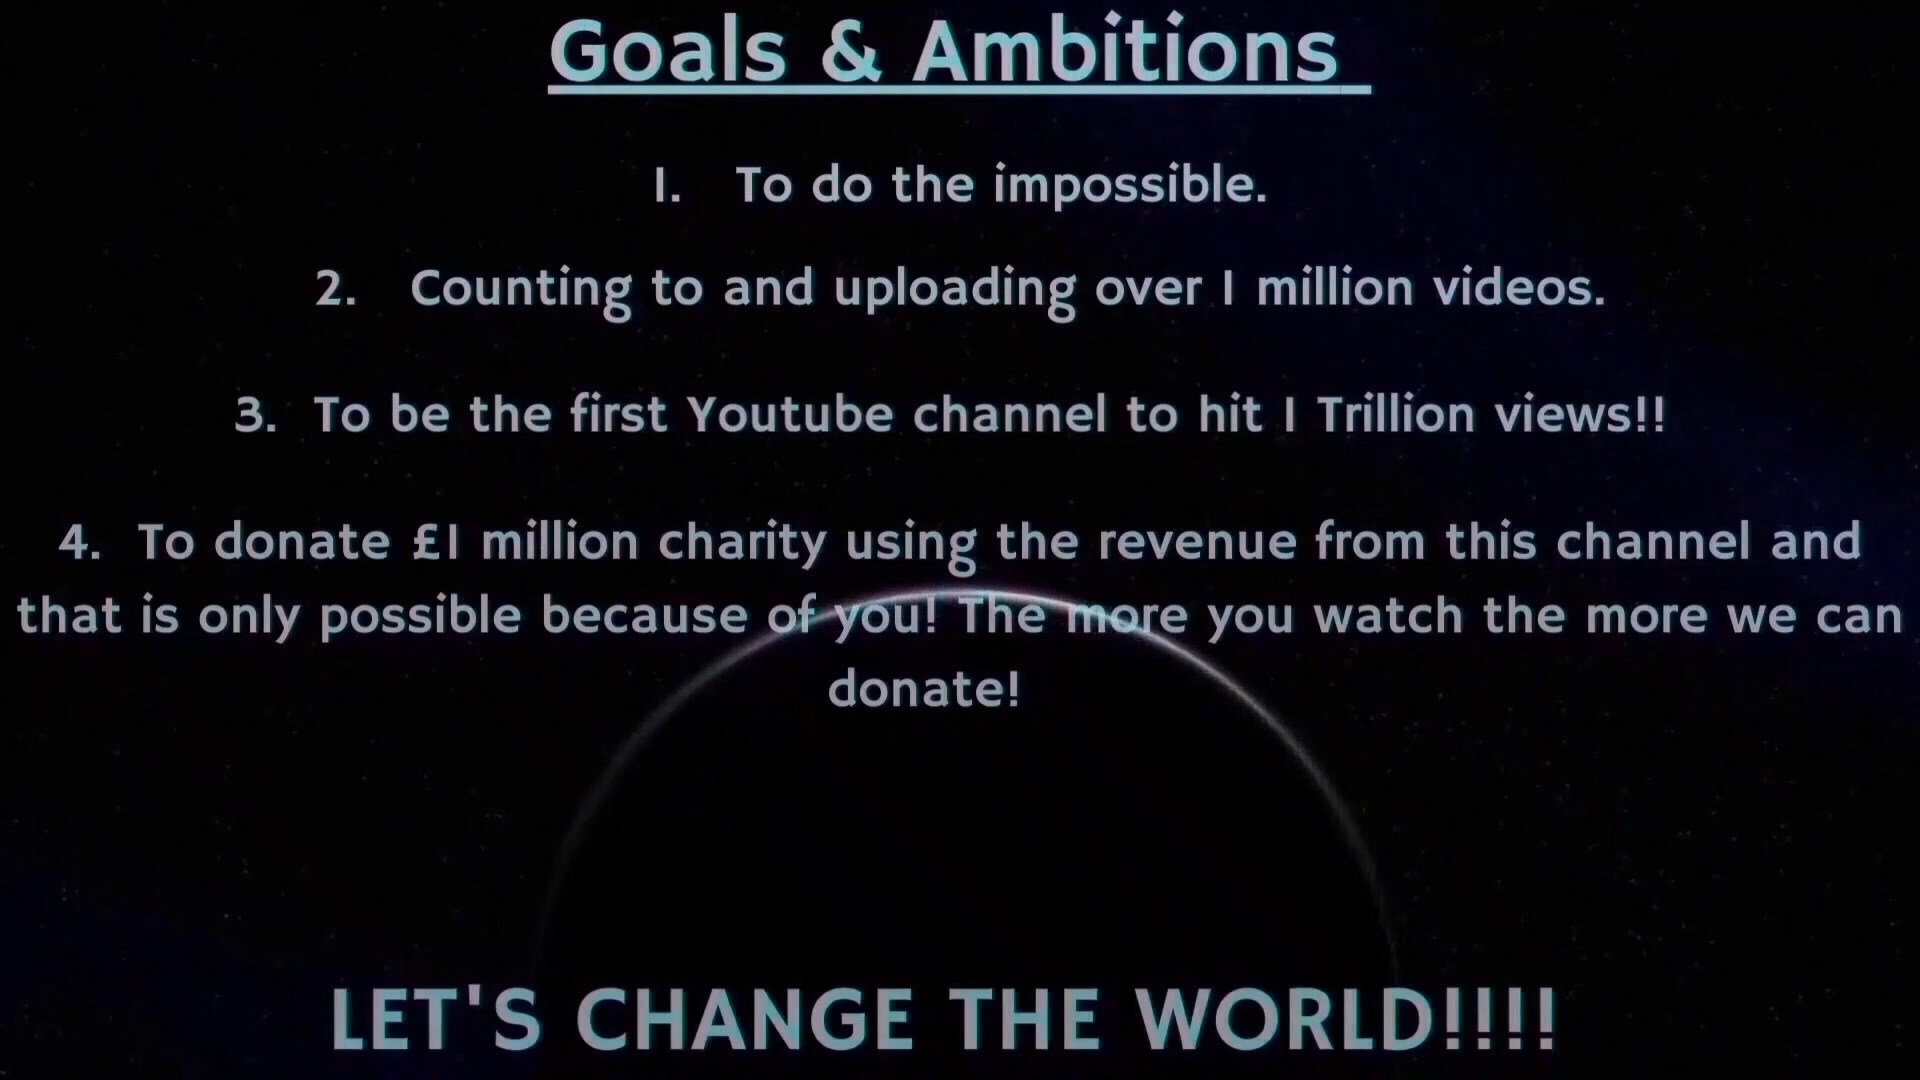 Goals & Ambitions
1. To do the impossible.
2. Counting to and uploading over 1 million videos.
3. To be the first Youtube channel to hit 1 Trillion views!!
4. To donate £1 million charity using the revenue from this channel and
that is only possible because of you! The more you watch the more we can
donate!
LET'S CHANGE THE WORLD!!!!